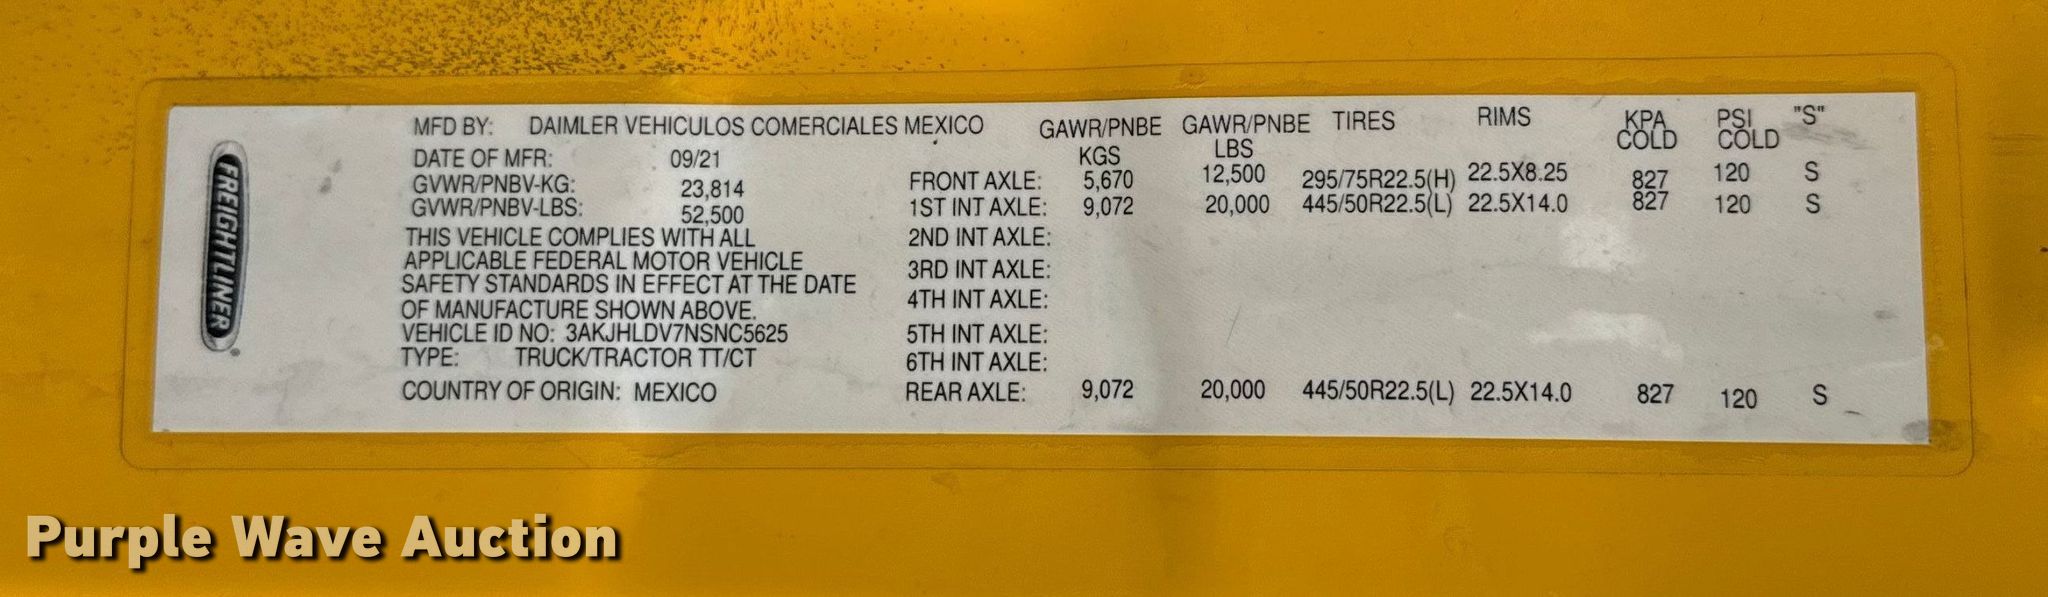 FREIGHTLINER
MFD BY: DAIMLER VEHICULOS COMERCIALES MEXICO
DATE OF MFR: 09/21
GVWR/PNBV-KG: 23,814
GVWR/PNBV-LBS: 52,500
THIS VEHICLE COMPLIES WITH ALL
APPLICABLE FEDERAL MOTOR VEHICLE
SAFETY STANDARDS IN EFFECT AT THE DATE
OF MANUFACTURE SHOWN ABOVE.
VEHICLE ID NO: 3AKJHLDV7NSNC5625
TYPE: TRUCK/TRACTOR TT/CT
COUNTRY OF ORIGIN: MEXICO
GAWR/PNBE GAWR/PNBE TIRES RIMS KPA PSI "S"
KGS LBS COLD COLD
FRONT AXLE: 5,670 12,500 295/75R22.5(H) 22.5X8.25 827 120 S
1ST INT AXLE: 9,072 20,000 445/50R22.5(L) 22.5X14.0 827 120 S
2ND INT AXLE:
3RD INT AXLE:
4TH INT AXLE:
5TH INT AXLE:
6TH INT AXLE:
REAR AXLE: 9,072 20,000 445/50R22.5(L) 22.5X14.0 827 120 S
Purple Wave Auction